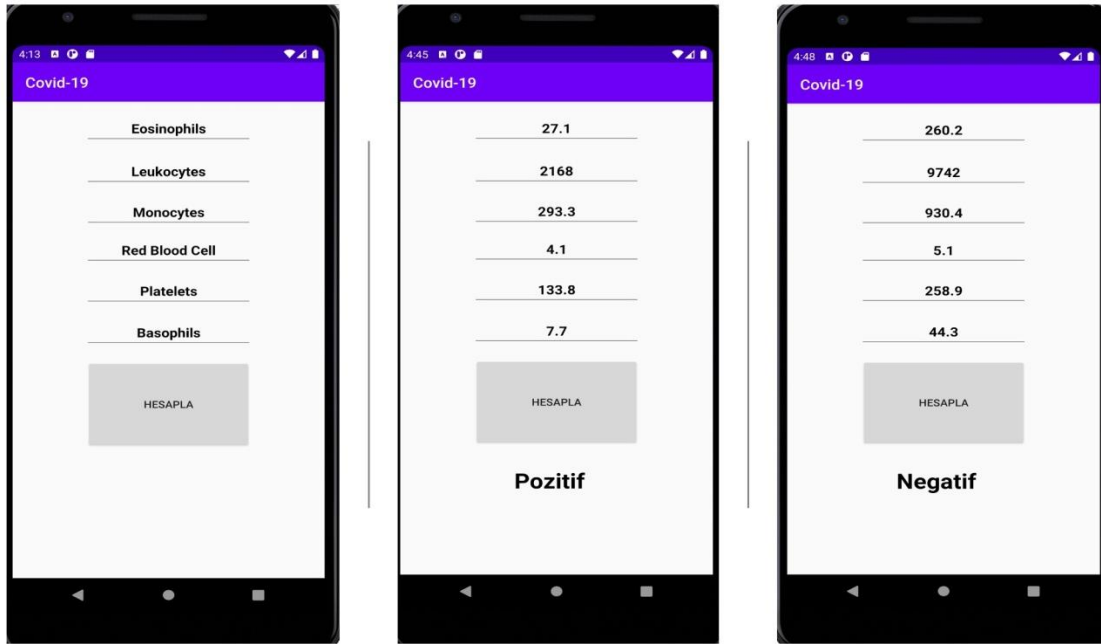 4:13
Covid-19
Eosinophils
Leukocytes
Monocytes
Red Blood Cell
Platelets
Basophils
HESAPLA
4:45
Covid-19
27.1
2168
293.3
4.1
133.8
7.7
HESAPLA
Pozitif
4:48
Covid-19
260.2
9742
930.4
5.1
258.9
44.3
HESAPLA
Negatif